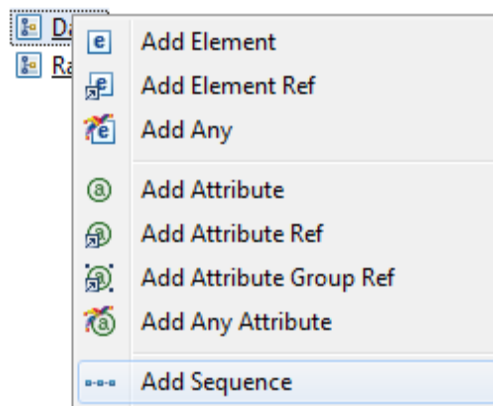 Add Element
Add Element Ref
Add Any
Add Attribute
Add Attribute Ref
Add Attribute Group Ref
Add Any Attribute
Add Sequence